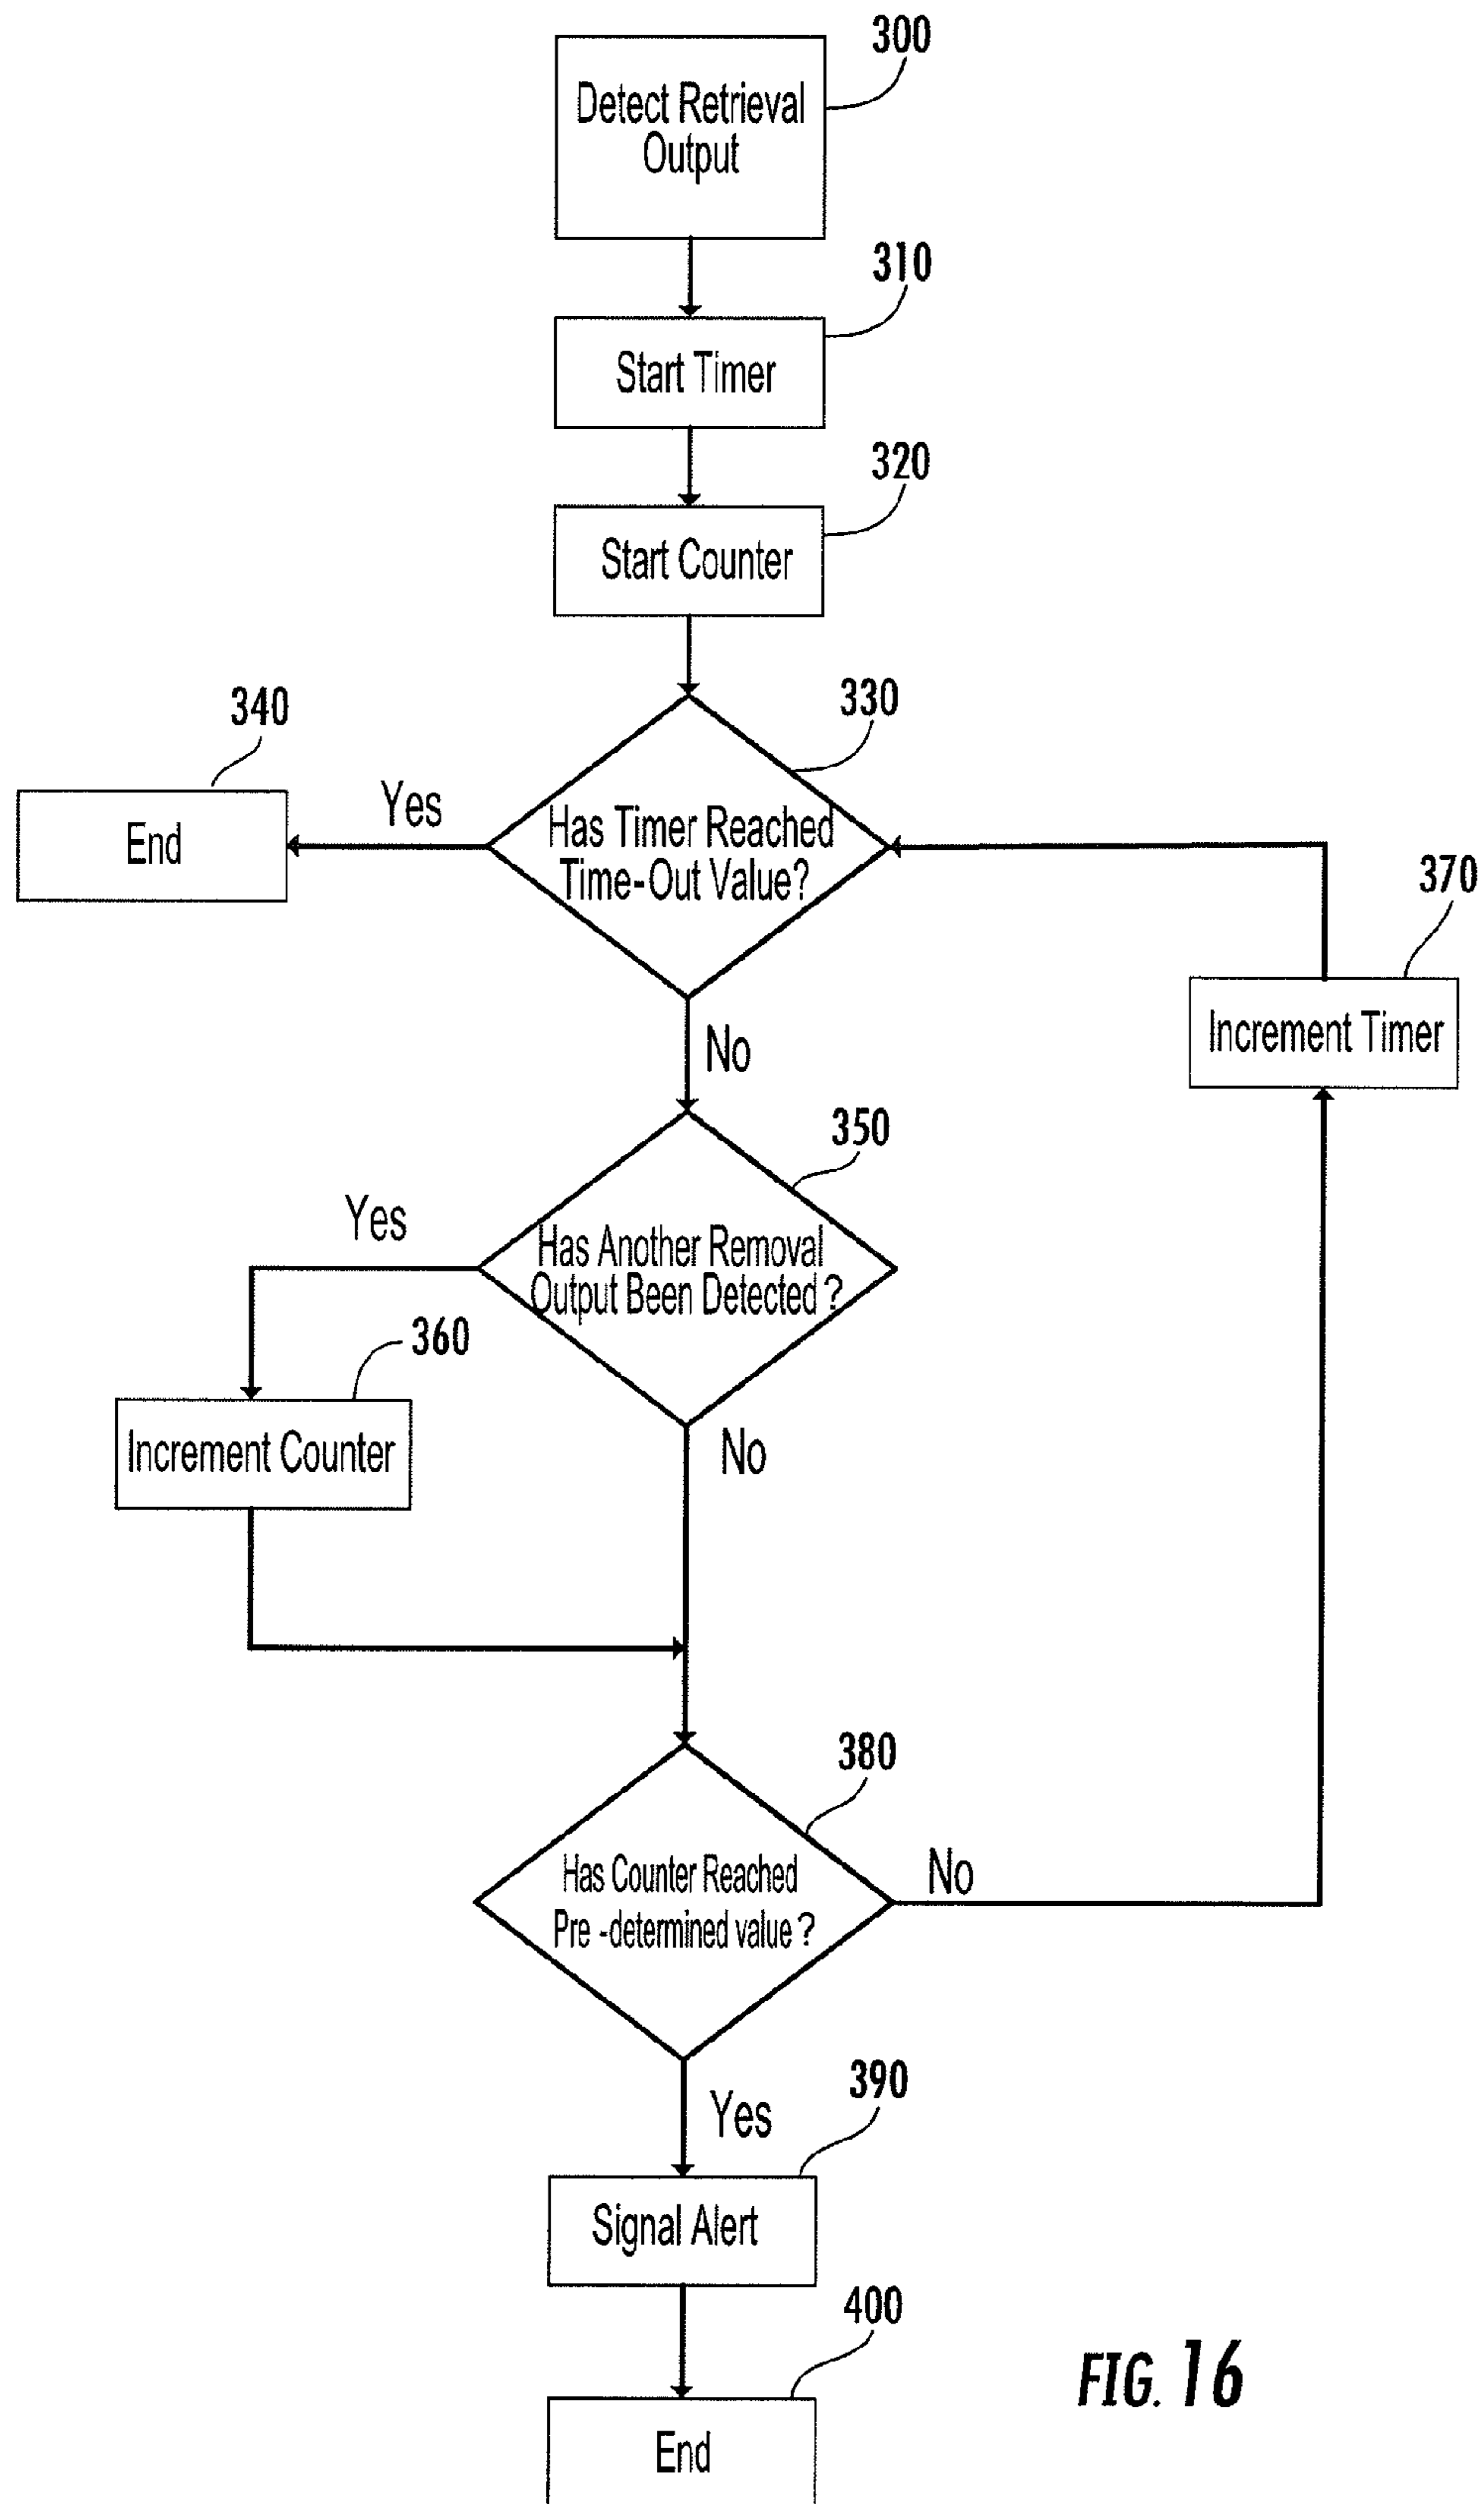 300
Detect Retrieval
Output
310
Start Timer
320
Start Counter
330
340
Yes
Has Timer Reached
Time-Out Value?
End
370
Increment Timer
No
350
Yes
Has Another Removal
Output Been Detected ?
360
Increment Counter
No
380
Has Counter Reached
Pre -determined value ?
No
Yes
390
Signal Alert
400
End
FIG. 16